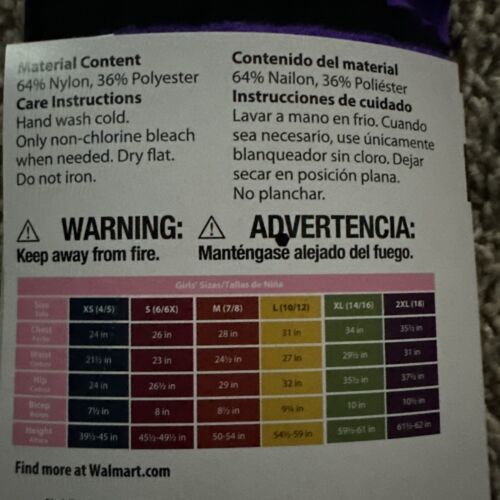 Material Content
64% Nylon, 36% Polyester
Care Instructions
Hand wash cold.
Only non-chlorine bleach
when needed. Dry flat.
Do not iron.
Contenido del material
64% Nailon, 36% Poliéster
Instrucciones de cuidado
Lavar a mano en frio. Cuando
sea necesario, use únicamente
blanqueador sin cloro. Dejar
secar en posición plana.
No planchar.
WARNING:
Keep away from fire.
ADVERTENCIA:
Manténgase alejado del fuego.
Girls' Sizes/Tallas de Niña
Size XS (4/5) S (6/6X) M (7/8) L (10/12) XL (14/16) 2XL (18)
Talla
Chest 24 in 26 in 28 in 31 in 34 in 35½ in
Pecho
Waist 21½ in 23 in 24½ in 27 in 29½ in 31 in
Cintura
Hip 24 in 26½ in 29 in 32 in 35½ in 37½ in
Cadera
Bicep 7½ in 8 in 8½ in 9¼ in 10 in 10½ in
Height 39½-45 in 45½-49½ in 50-54 in 54½-59 in 59½-61 in 61½-62 in
Altura
Find more at Walmart.com